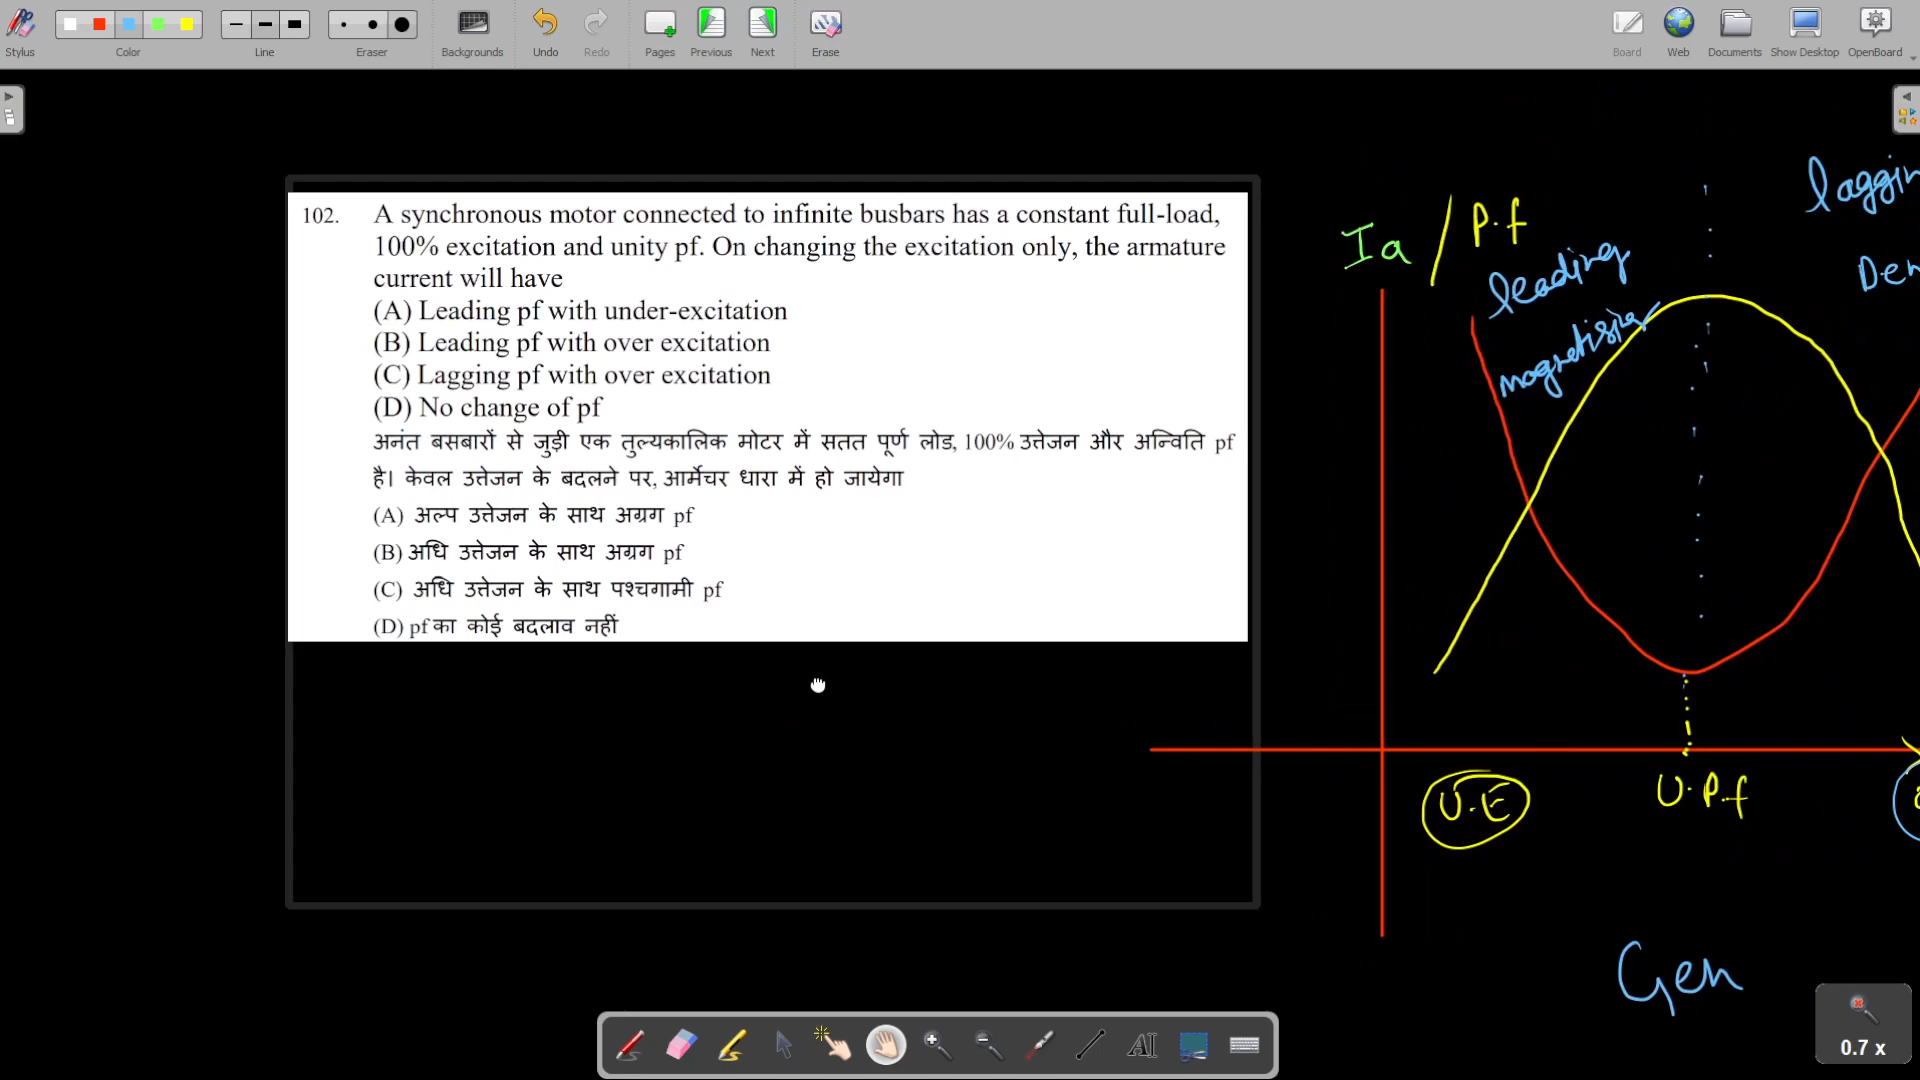 Stylus
Color
Line
Eraser
Backgrounds
Undo
Redo
Pages
Previous
Next
Erase
Board
Web
Documents
Show Desktop
OpenBoard
102. A synchronous motor connected to infinite busbars has a constant full-load,
100% excitation and unity pf. On changing the excitation only, the armature
current will have
(A) Leading pf with under-excitation
(B) Leading pf with over excitation
(C) Lagging pf with over excitation
(D) No change of pf
अनंत बसबारों से जुड़ी एक तुल्यकालिक मोटर में सतत पूर्ण लोड, 100% उत्तेजन और अन्विति pf
है। केवल उत्तेजन के बदलने पर, आर्मेचर धारा में हो जायेगा
(A) अल्प उत्तेजन के साथ अग्रग pf
(B) अधि उत्तेजन के साथ अग्रग pf
(C) अधि उत्तेजन के साथ पश्चगामी pf
(D) pf का कोई बदलाव नहीं
Ia / P.f
leading
laggin
Den
U.E
U.P.f
Gen
AI
0.7 x